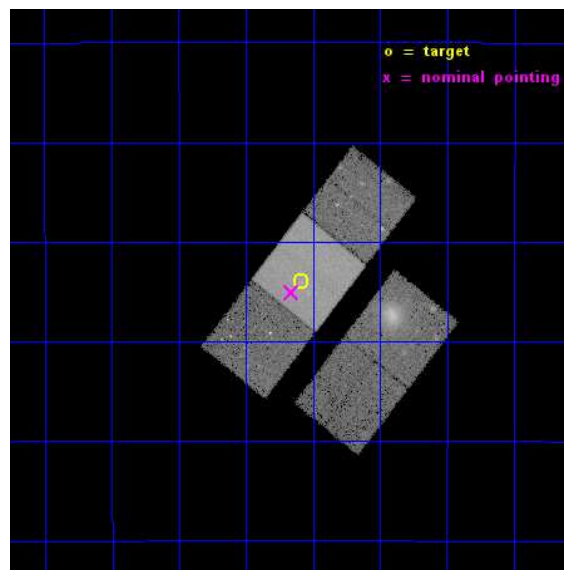 o = target
x = nominal pointing